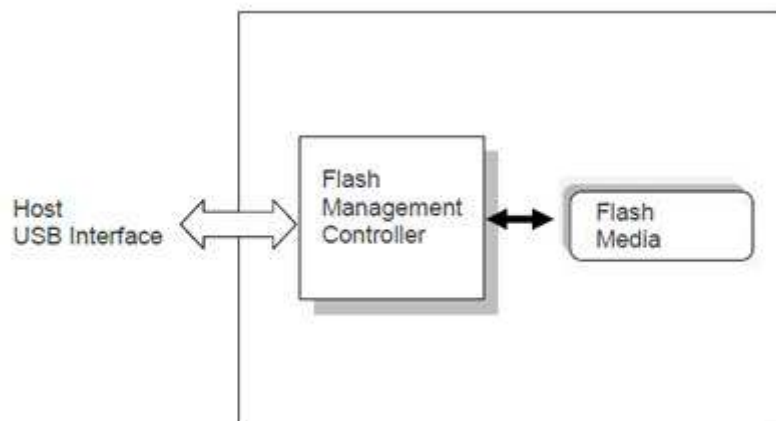 Host
USB Interface
Flash
Management
Controller
Flash
Media